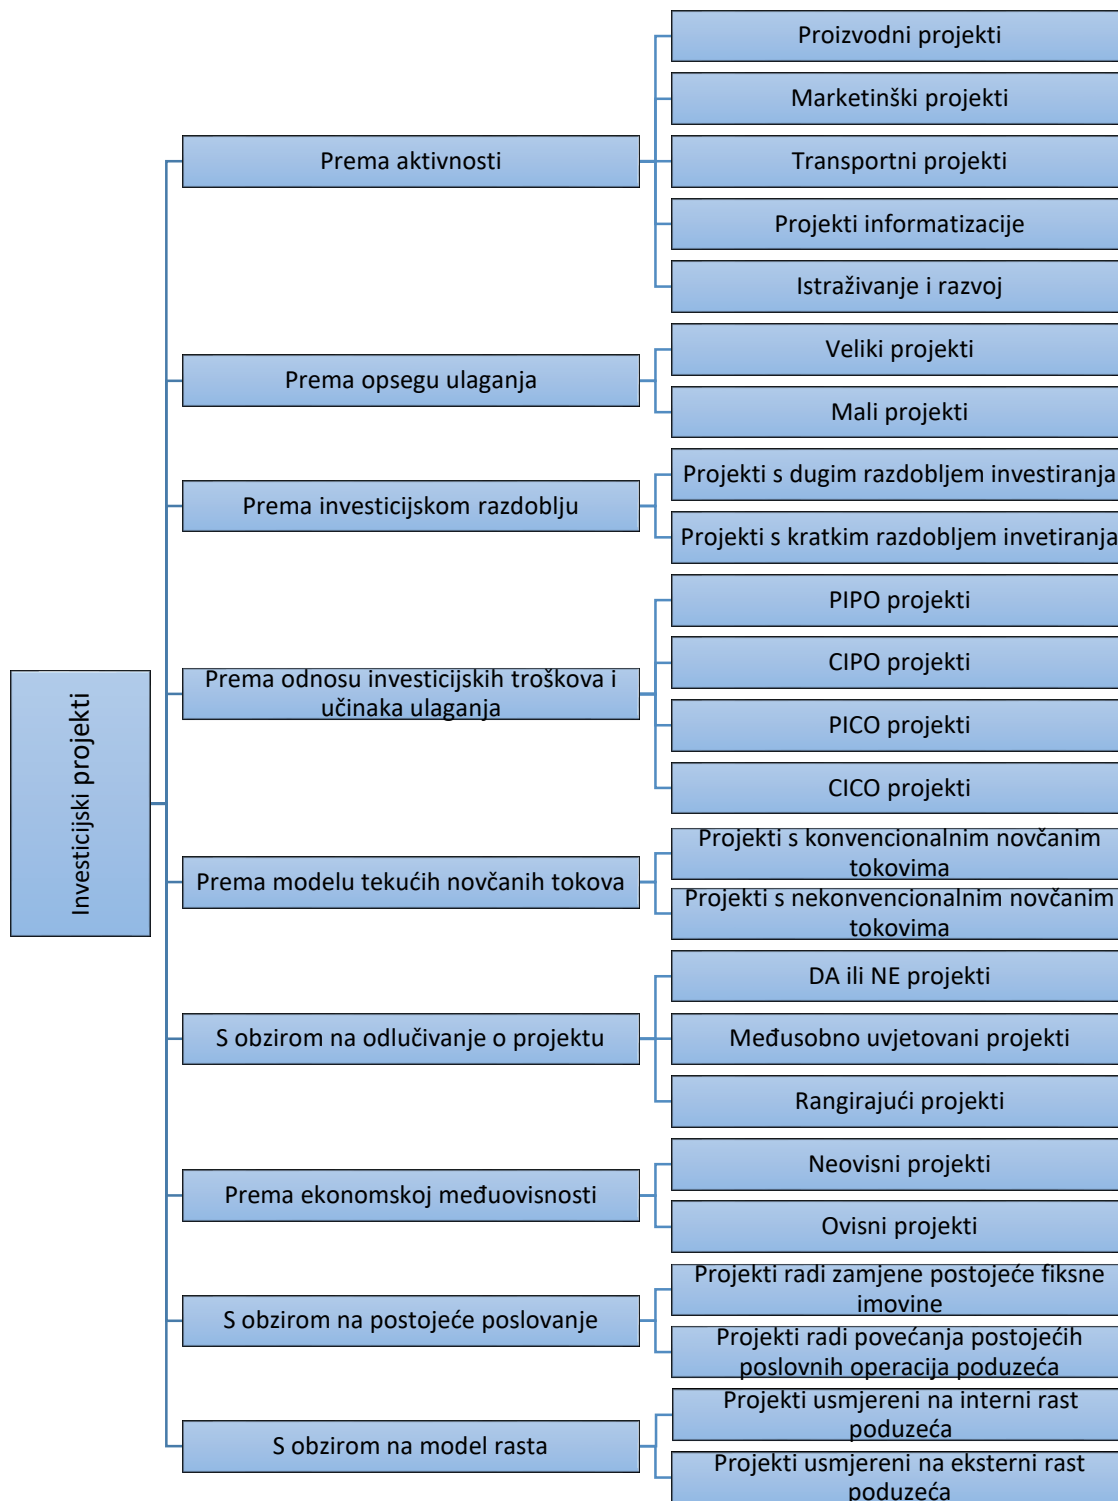 Investicijski projekti
Prema aktivnosti
Proizvodni projekti
Marketinški projekti
Transportni projekti
Projekti informatizacije
Istraživanje i razvoj
Prema opsegu ulaganja
Veliki projekti
Mali projekti
Prema investicijskom razdoblju
Projekti s dugim razdobljem investiranja
Projekti s kratkim razdobljem invetiranja
Prema odnosu investicijskih troškova i
učinaka ulaganja
PIPO projekti
CIPO projekti
PICO projekti
CICO projekti
Prema modelu tekućih novčanih tokova
Projekti s konvencionalnim novčanim
tokovima
Projekti s nekonvencionalnim novčanim
tokovima
S obzirom na odlučivanje o projektu
DA ili NE projekti
Međusobno uvjetovani projekti
Rangirajući projekti
Prema ekonomskoj međuovisnosti
Neovisni projekti
Ovisni projekti
S obzirom na postojeće poslovanje
Projekti radi zamjene postojeće fiksne
imovine
Projekti radi povećanja postojećih
poslovnih operacija poduzeća
S obzirom na model rasta
Projekti usmjereni na interni rast
poduzeća
Projekti usmjereni na eksterni rast
poduzeća